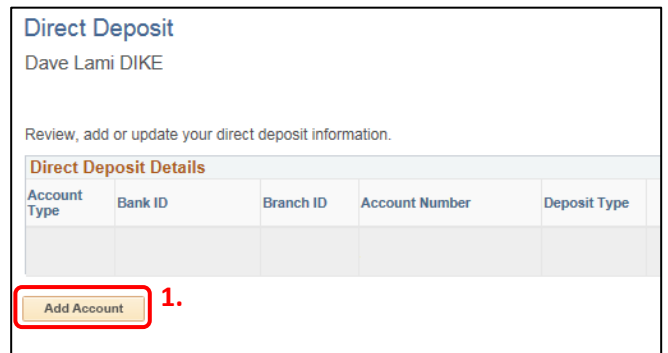 Direct Deposit
Dave Lami DIKE
Review, add or update your direct deposit information.
Direct Deposit Details
Account Type Bank ID Branch ID Account Number Deposit Type
Add Account 1.